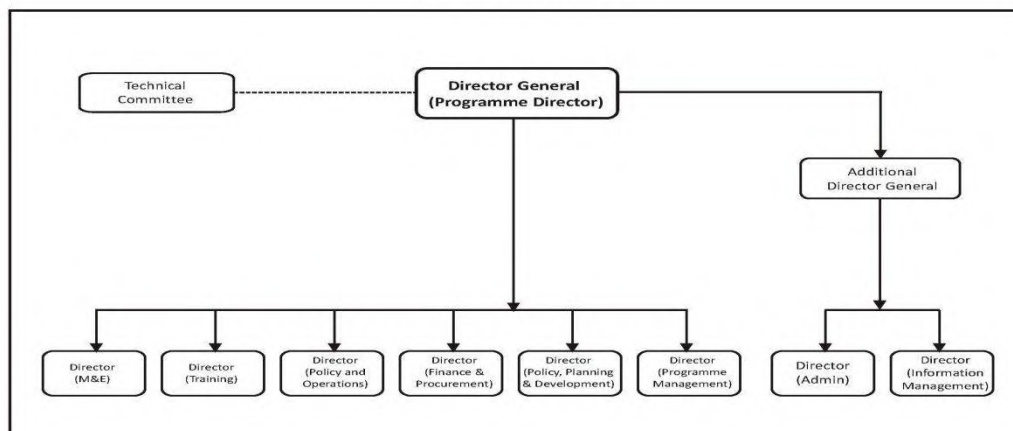 Technical
Committee
Director General
(Programme Director)
Additional
Director General
Director
(M&E)
Director
(Training)
Director
(Policy and
Operations)
Director
(Finance &
Procurement)
Director
(Policy, Planning
& Development)
Director
(Programme
Management)
Director
(Admin)
Director
(Information
Management)